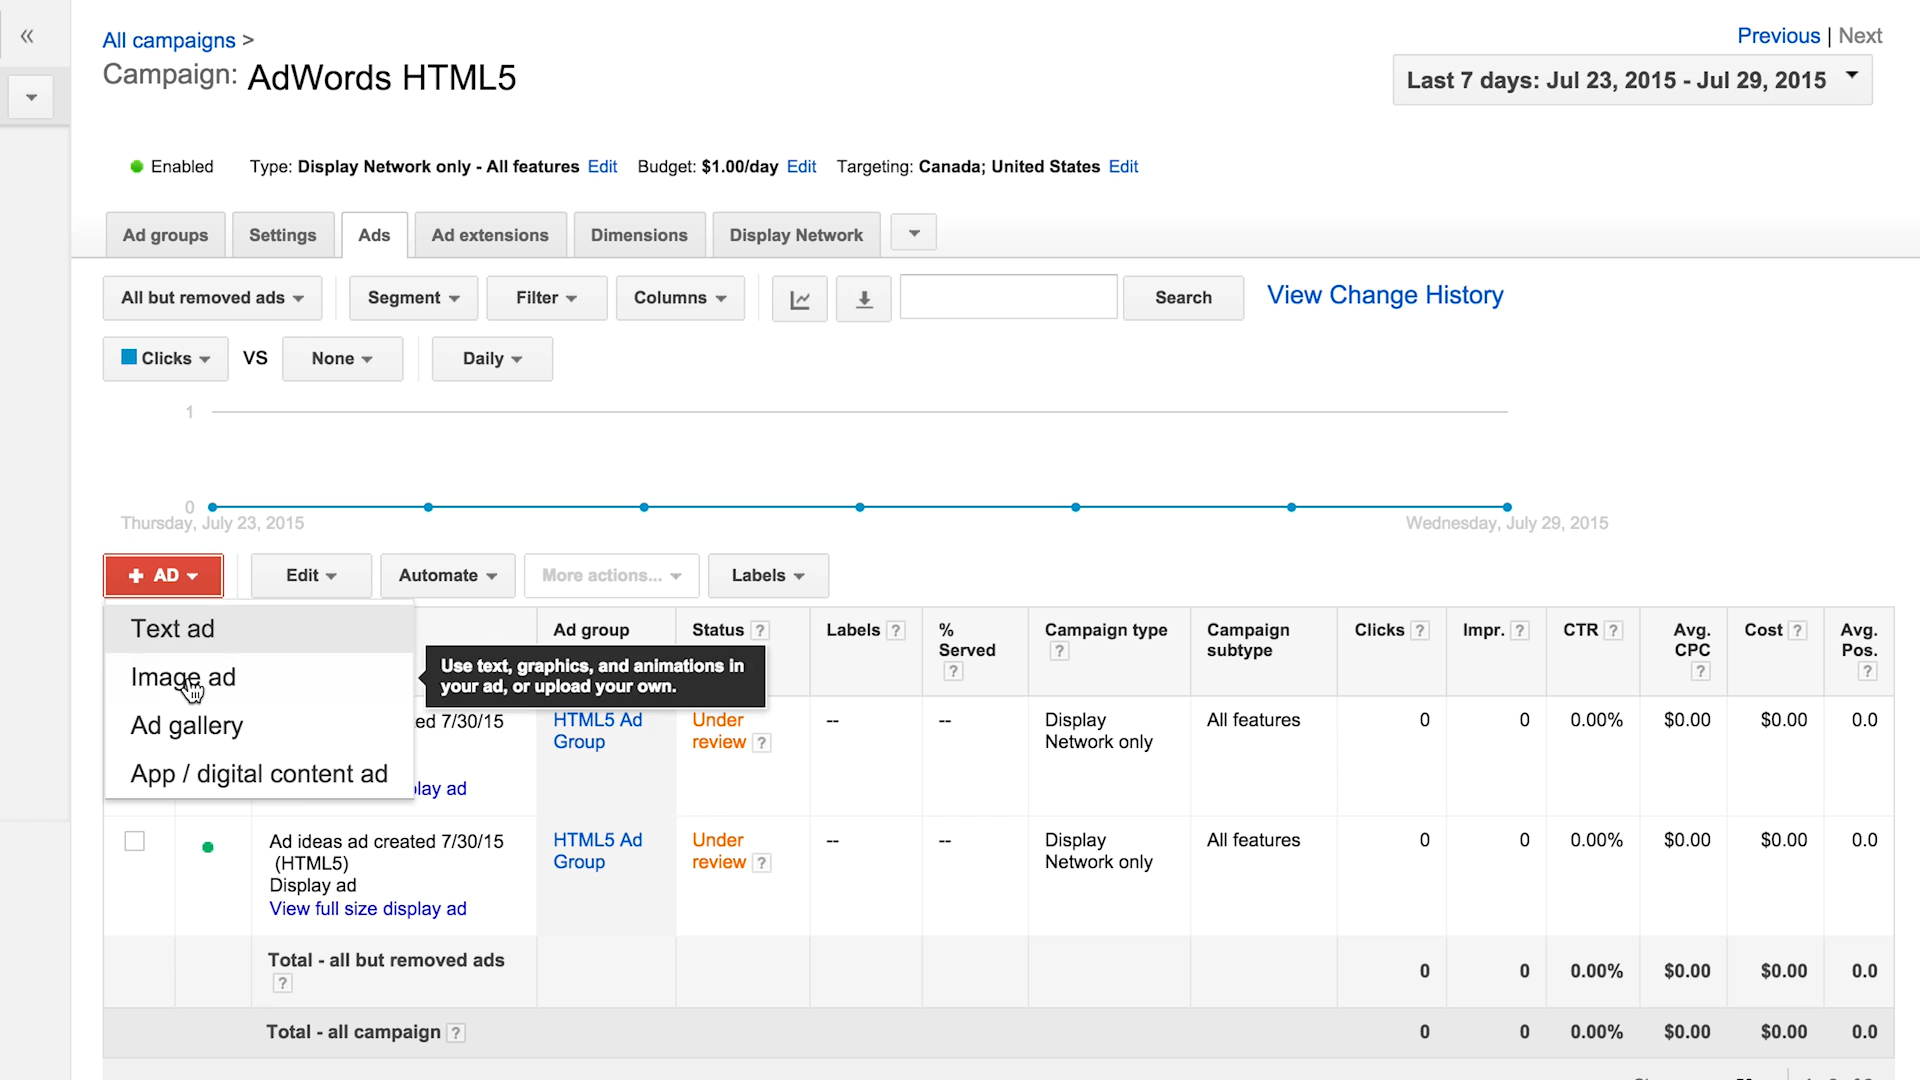 «
All campaigns >
Previous | Next
Campaign: AdWords HTML5
Last 7 days: Jul 23, 2015 - Jul 29, 2015
Enabled Type: Display Network only - All features Edit Budget: $1.00/day Edit Targeting: Canada; United States Edit
Ad groups Settings Ads Ad extensions Dimensions Display Network
All but removed ads Segment Filter Columns Search View Change History
Clicks VS None Daily
1
0
Thursday, July 23, 2015 Wednesday, July 29, 2015
+ AD Edit Automate More actions... Labels
Text ad
Image ad
Ad gallery
App / digital content ad
Use text, graphics, and animations in
your ad, or upload your own.
Ad group Status ? Labels ? % Served ? Campaign type ? Campaign subtype Clicks ? Impr. ? CTR ? Avg. CPC ? Cost ? Avg. Pos. ?
ed 7/30/15 HTML5 Ad Under -- -- Display All features 0 0 0.00% $0.00 $0.00 0.0
Group review ? Network only
lay ad
Ad ideas ad created 7/30/15 HTML5 Ad Under -- -- Display All features 0 0 0.00% $0.00 $0.00 0.0
(HTML5) Group review ? Network only
Display ad
View full size display ad
Total - all but removed ads 0 0 0.00% $0.00 $0.00 0.0
?
Total - all campaign ? 0 0 0.00% $0.00 $0.00 0.0